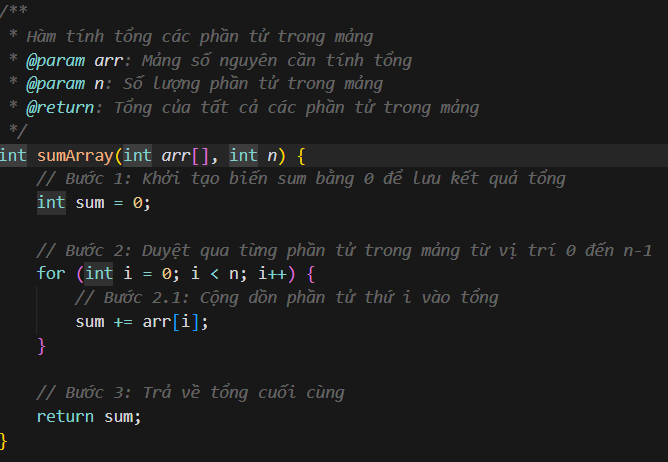 /**
 * Hàm tính tổng các phần tử trong mảng
 * @param arr: Mảng số nguyên cần tính tổng
 * @param n: Số lượng phần tử trong mảng
 * @return: Tổng của tất cả các phần tử trong mảng
 */
int sumArray(int arr[], int n) {
    // Bước 1: Khởi tạo biến sum bằng 0 để lưu kết quả tổng
    int sum = 0;

    // Bước 2: Duyệt qua từng phần tử trong mảng từ vị trí 0 đến n-1
    for (int i = 0; i < n; i++) {
        // Bước 2.1: Cộng dồn phần tử thứ i vào tổng
        sum += arr[i];
    }

    // Bước 3: Trả về tổng cuối cùng
    return sum;
}